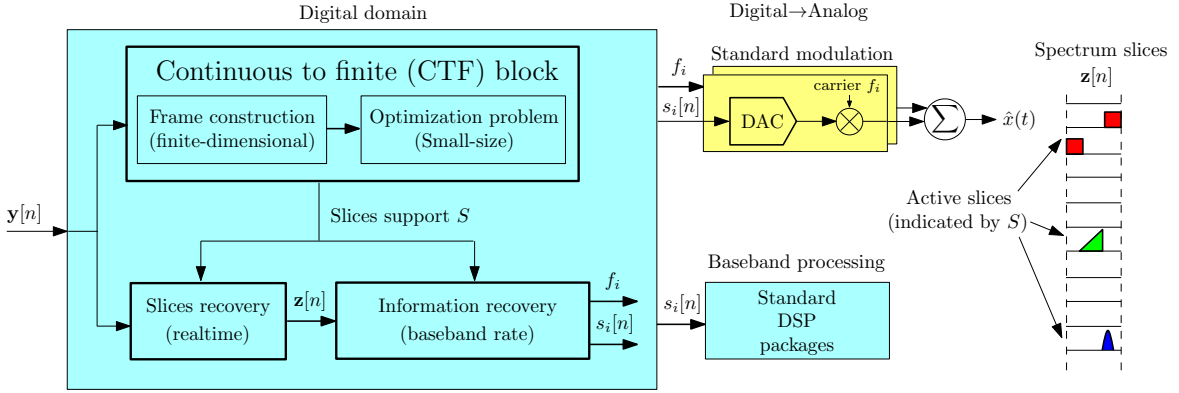 Digital domain
Digital→Analog
Continuous to finite (CTF) block
Frame construction
(finite-dimensional)
Optimization problem
(Small-size)
y[n]
Slices support S
Slices recovery
(realtime)
z[n]
Information recovery
(baseband rate)
f_i
s_i[n]
f_i
s_i[n]
Standard modulation
carrier f_i
DAC
∑
x̂(t)
s_i[n]
Baseband processing
Standard
DSP
packages
Spectrum slices
z[n]
Active slices
(indicated by S)